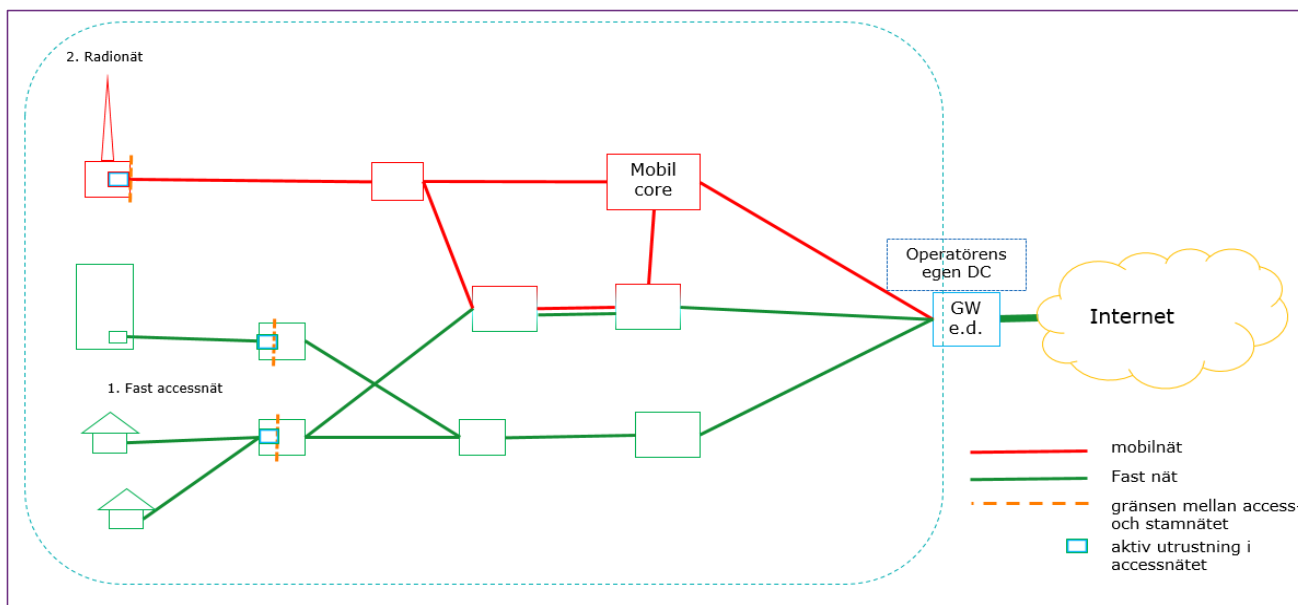 2. Radionät
Mobil
core
Operatörens
egen DC
GW
e.d.
Internet
1. Fast accessnät
mobilnät
Fast nät
gränsen mellan access-
och stamnätet
aktiv utrustning i
accessnätet